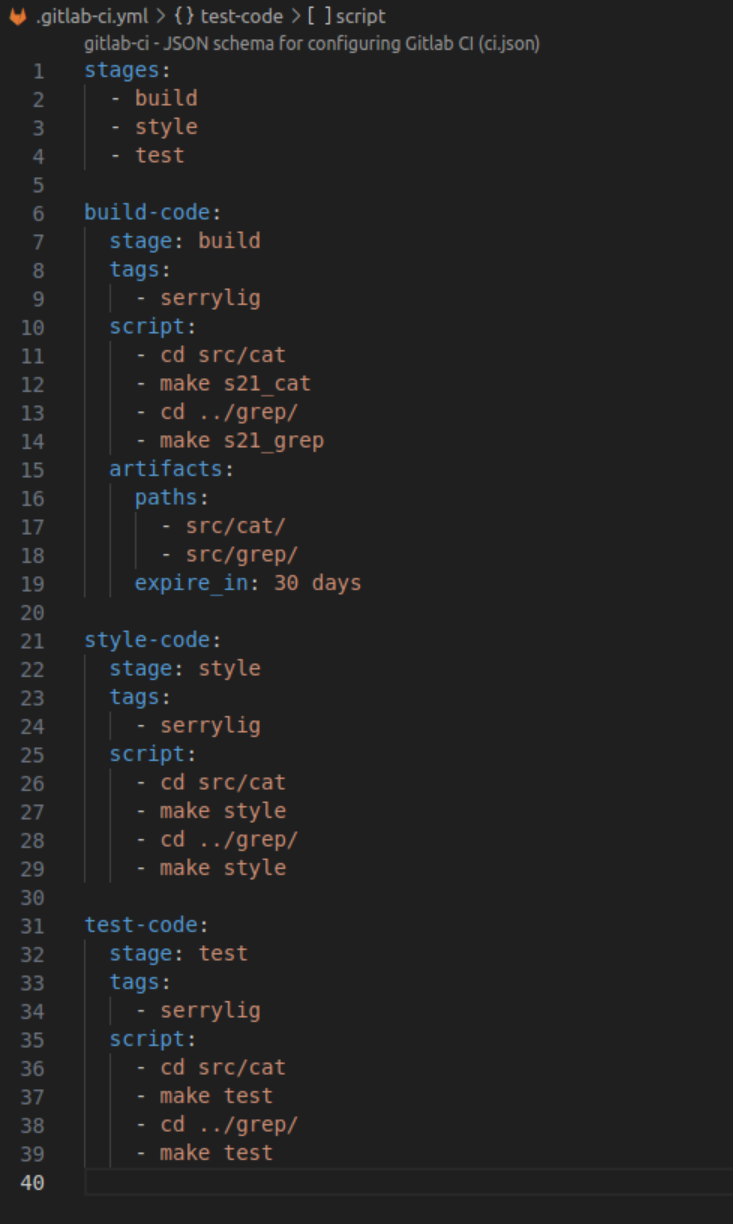 .gitlab-ci.yml > {} test-code > [ ] script
gitlab-ci - JSON schema for configuring Gitlab CI (ci.json)
1 stages:
2 - build
3 - style
4 - test
5
6 build-code:
7 stage: build
8 tags:
9 - serrylig
10 script:
11 - cd src/cat
12 - make s21_cat
13 - cd ../grep/
14 - make s21_grep
15 artifacts:
16 paths:
17 - src/cat/
18 - src/grep/
19 expire_in: 30 days
20
21 style-code:
22 stage: style
23 tags:
24 - serrylig
25 script:
26 - cd src/cat
27 - make style
28 - cd ../grep/
29 - make style
30
31 test-code:
32 stage: test
33 tags:
34 - serrylig
35 script:
36 - cd src/cat
37 - make test
38 - cd ../grep/
39 - make test
40